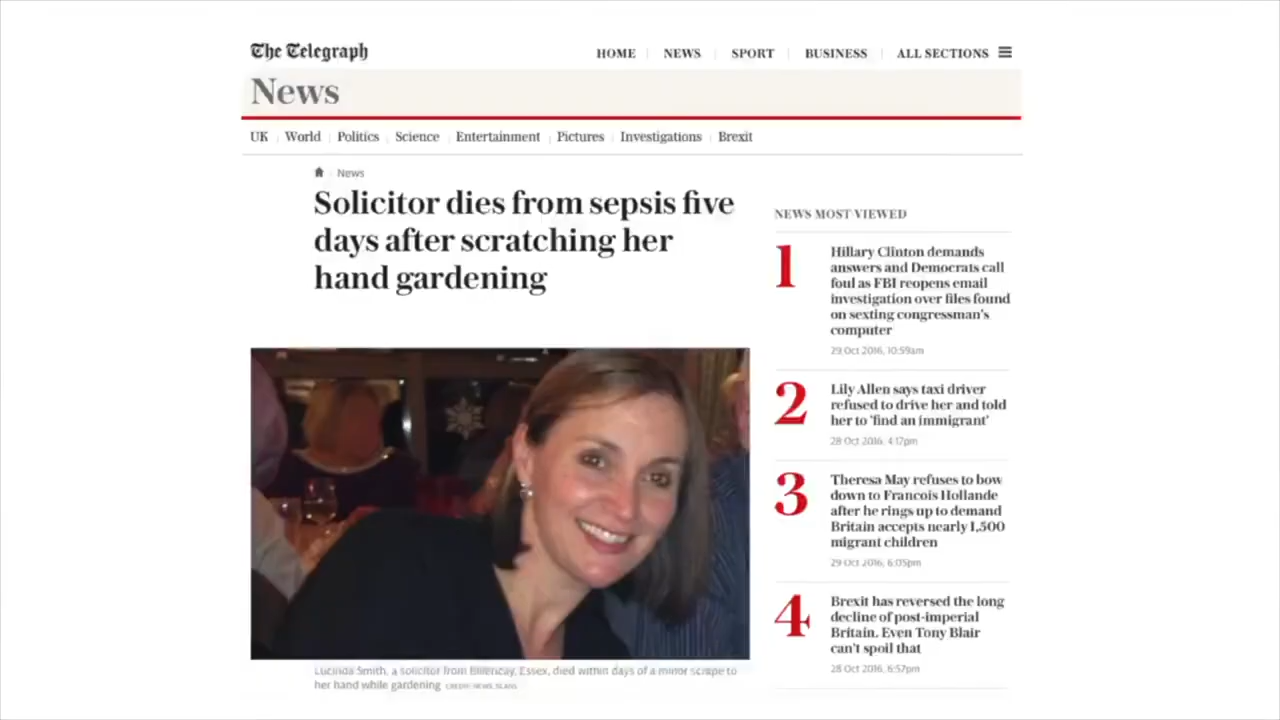 The Telegraph
HOME NEWS SPORT BUSINESS ALL SECTIONS
News
UK World Politics Science Entertainment Pictures Investigations Brexit
News
Solicitor dies from sepsis five
days after scratching her
hand gardening
Lucinda Smith, a solicitor from Billericay, Essex, died within days of a minor scrape to
her hand while gardening CREDIT: NEWS SCANS
NEWS MOST VIEWED
1
Hillary Clinton demands
answers and Democrats call
foul as FBI reopens email
investigation over files found
on sexting congressman's
computer
29 Oct 2016, 10:59am
2
Lily Allen says taxi driver
refused to drive her and told
her to 'find an immigrant'
28 Oct 2016, 4:17pm
3
Theresa May refuses to bow
down to Francois Hollande
after he rings up to demand
Britain accepts nearly 1,500
migrant children
29 Oct 2016, 6:05pm
4
Brexit has reversed the long
decline of post-imperial
Britain. Even Tony Blair
can't spoil that
28 Oct 2016, 6:57pm